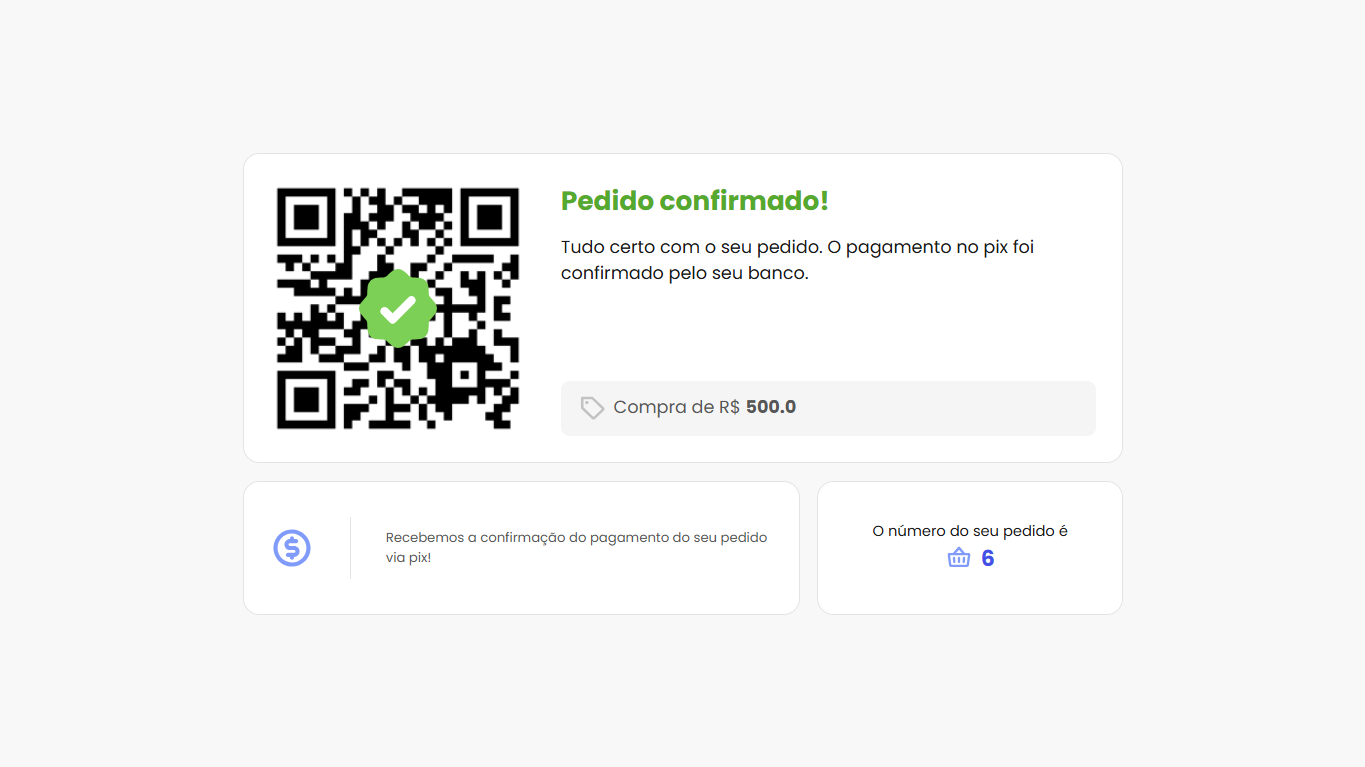 Pedido confirmado!
Tudo certo com o seu pedido. O pagamento no pix foi
confirmado pelo seu banco.
Compra de R$ 500.0
Recebemos a confirmação do pagamento do seu pedido
via pix!
O número do seu pedido é
6